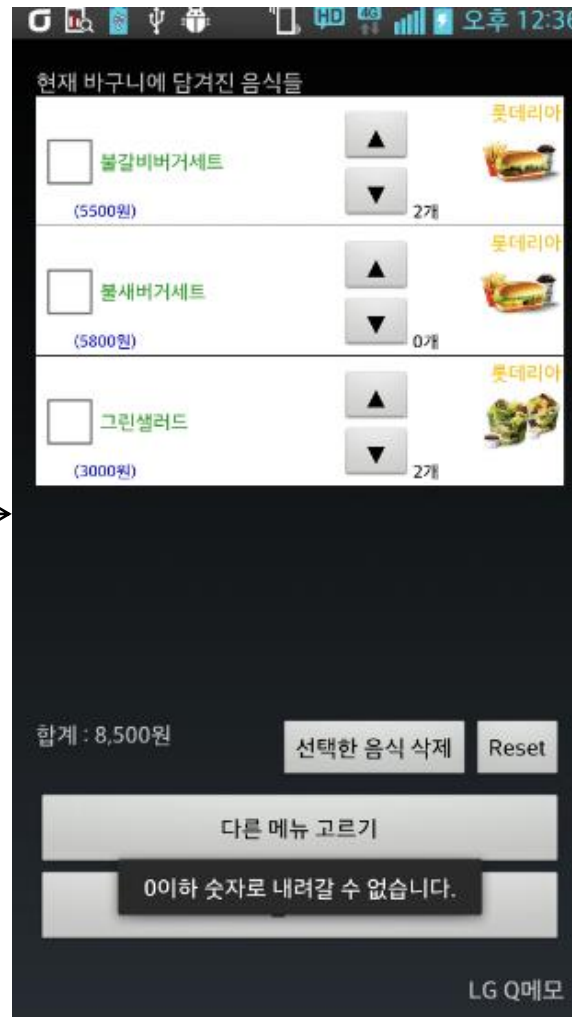 HD 4G 오후 12:36
현재 바구니에 담겨진 음식들
롯데리아
불갈비버거세트
(5500원)
2개
롯데리아
불새버거세트
(5800원)
0개
롯데리아
그린샐러드
(3000원)
2개
합계 : 8,500원
선택한 음식 삭제
Reset
다른 메뉴 고르기
0이하 숫자로 내려갈 수 없습니다.
LG Q메모